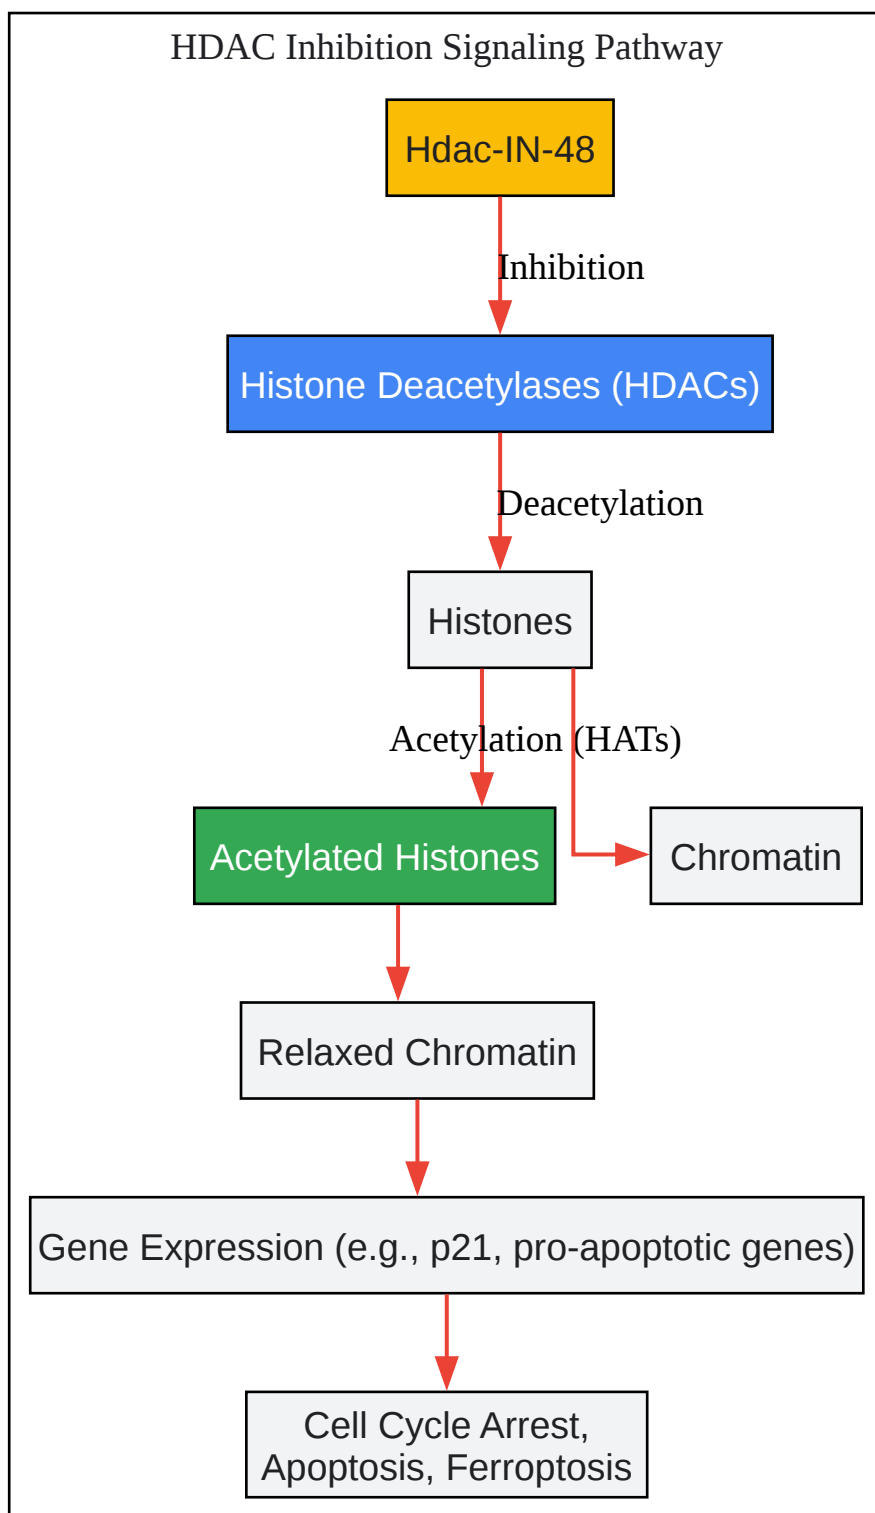 HDAC Inhibition Signaling Pathway
Hdac-IN-48
Inhibition
Histone Deacetylases (HDACs)
Deacetylation
Histones
Acetylation (HATs)
Acetylated Histones
Chromatin
Relaxed Chromatin
Gene Expression (e.g., p21, pro-apoptotic genes)
Cell Cycle Arrest,
Apoptosis, Ferroptosis